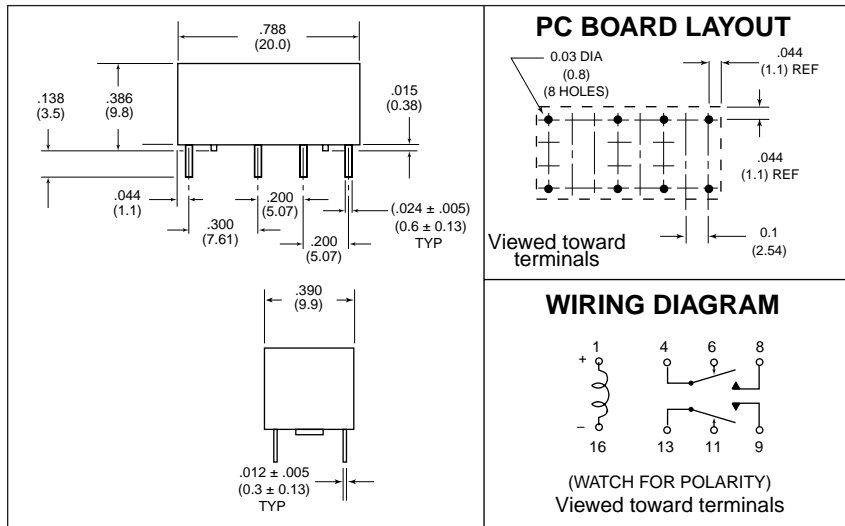 .788
(20.0)
.138
(3.5)
.386
(9.8)
.015
(0.38)
.044
(1.1)
.300
(7.61)
.200
(5.07)
.200
(5.07)
(.024 ± .005)
(0.6 ± 0.13)
TYP
.390
(9.9)
.012 ± .005
(0.3 ± 0.13)
TYP
PC BOARD LAYOUT
0.03 DIA
(0.8)
(8 HOLES)
.044
(1.1) REF
.044
(1.1) REF
0.1
(2.54)
Viewed toward
terminals
WIRING DIAGRAM
1
4
6
8
+
–
16
13
11
9
(WATCH FOR POLARITY)
Viewed toward terminals